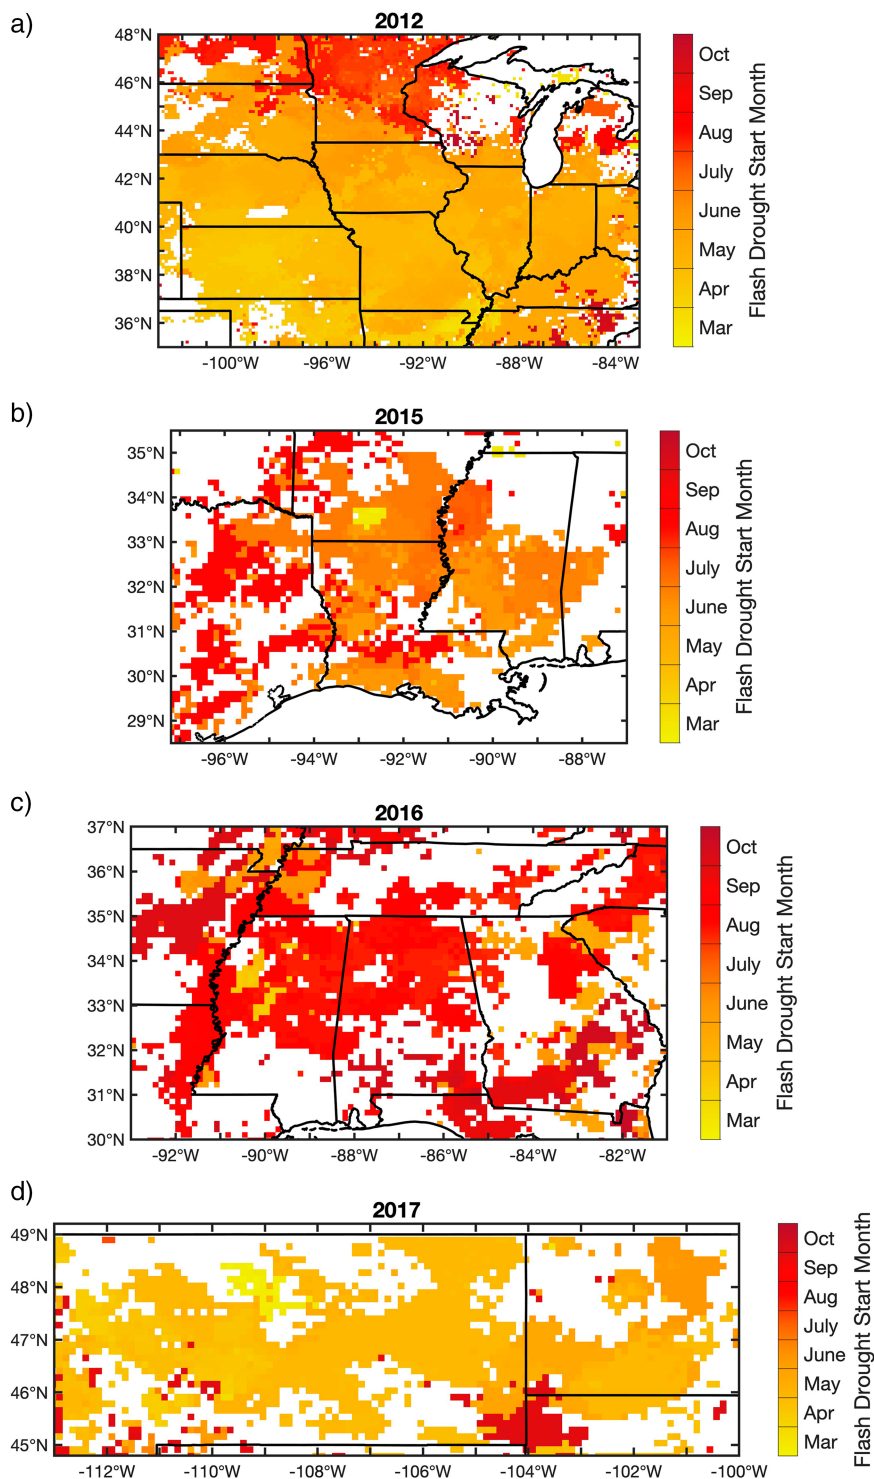 a)
2012
48°N
46°N
44°N
42°N
40°N
38°N
36°N
-100°W
-96°W
-92°W
-88°W
-84°W
Oct
Sep
Aug
July
June
May
Apr
Mar
Flash Drought Start Month
b)
2015
35°N
34°N
33°N
32°N
31°N
30°N
29°N
-96°W
-94°W
-92°W
-90°W
-88°W
Oct
Sep
Aug
July
June
May
Apr
Mar
Flash Drought Start Month
c)
2016
37°N
36°N
35°N
34°N
33°N
32°N
31°N
30°N
-92°W
-90°W
-88°W
-86°W
-84°W
-82°W
Oct
Sep
Aug
July
June
May
Apr
Mar
Flash Drought Start Month
d)
2017
49°N
48°N
47°N
46°N
45°N
-112°W
-110°W
-108°W
-106°W
-104°W
-102°W
-100°W
Oct
Sep
Aug
July
June
May
Apr
Mar
Flash Drought Start Month